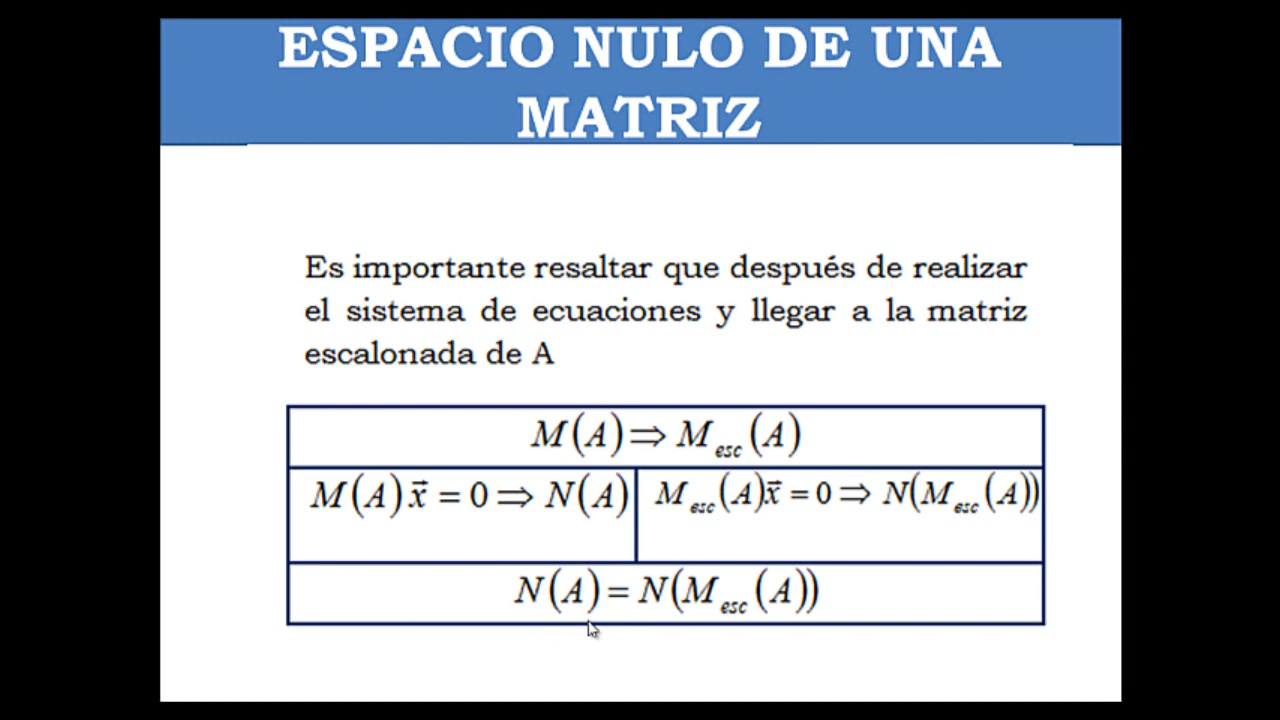 ESPACIO NULO DE UNA
MATRIZ
Es importante resaltar que después de realizar
el sistema de ecuaciones y llegar a la matriz
escalonada de A
M(A) ⇒ M_esc(A)
M(A)x⃗ = 0 ⇒ N(A)
M_esc(A)x⃗ = 0 ⇒ N(M_esc(A))
N(A) = N(M_esc(A))